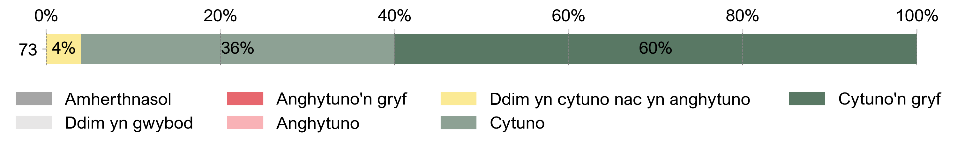 0% 20% 40% 60% 80% 100%
73 4% 36% 60%
Amherthnasol Anghytuno'n gryf Ddim yn cytuno nac yn anghytuno Cytuno'n gryf
Ddim yn gwybod Anghytuno Cytuno